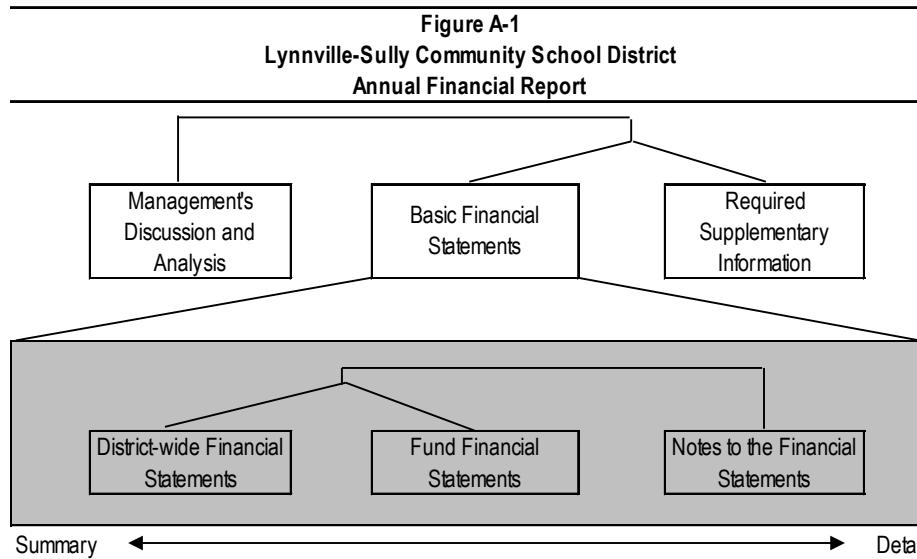 Figure A-1
Lynnville-Sully Community School District
Annual Financial Report
Management's
Discussion and
Analysis
Basic Financial
Statements
Required
Supplementary
Information
District-wide Financial
Statements
Fund Financial
Statements
Notes to the Financial
Statements
Summary
Deta